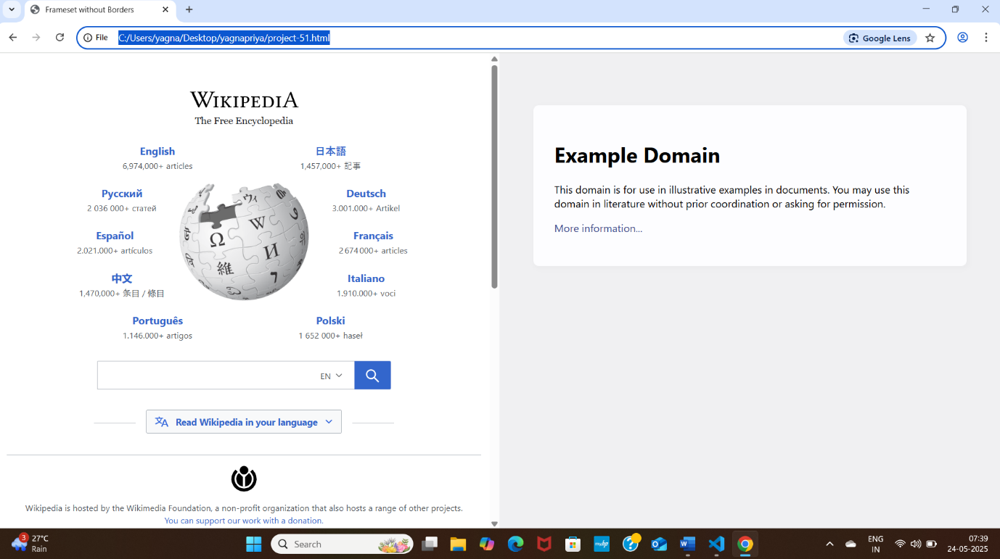 Frameset without Borders
File C:/Users/yagna/Desktop/yagnapriya/project-51.html Google Lens
WIKIPEDIA
The Free Encyclopedia
English
6,974,000+ articles
日本語
1,457,000+ 記事
Русский
2 036 000+ статей
Deutsch
3.001.000+ Artikel
Español
2.021.000+ artículos
Français
2 674 000+ articles
中文
1,470,000+ 条目 / 條目
Italiano
1.910.000+ voci
Português
1.146.000+ artigos
Polski
1 652 000+ haseł
Ω
W
И
維
ウィ
7
EN
Read Wikipedia in your language
Wikipedia is hosted by the Wikimedia Foundation, a non-profit organization that also hosts a range of other projects.
You can support our work with a donation.
Example Domain
This domain is for use in illustrative examples in documents. You may use this
domain in literature without prior coordination or asking for permission.
More information...
3
27°C
Rain
Search
myhp
ENG
IN
07:39
24-05-2025